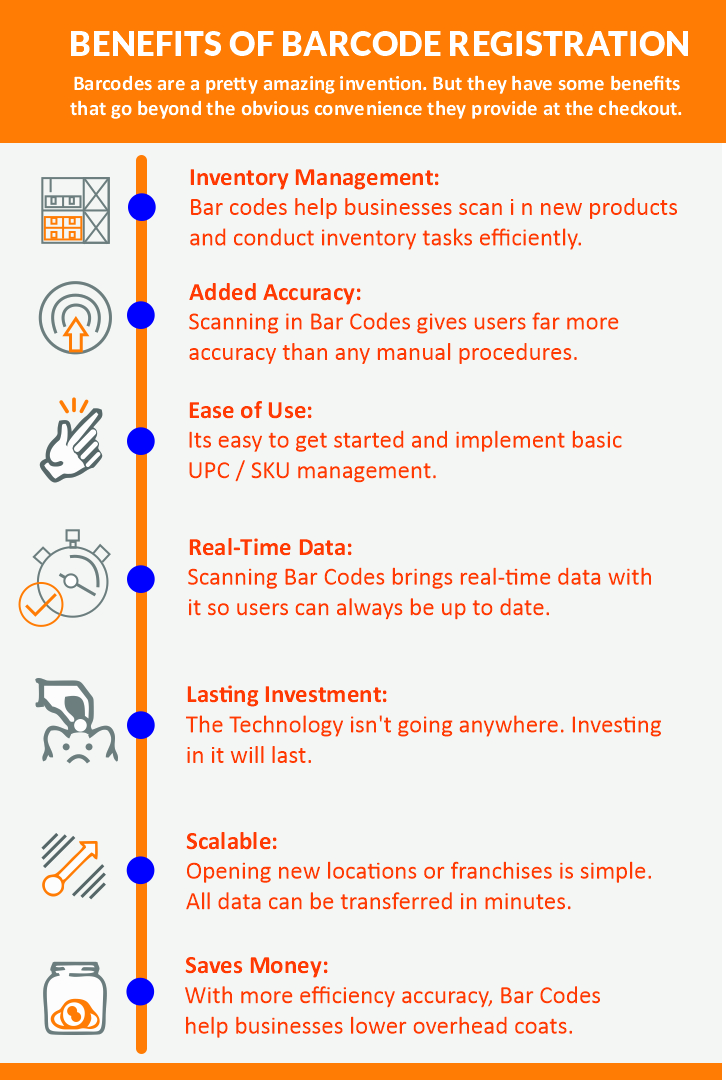 BENEFITS OF BARCODE REGISTRATION
Barcodes are a pretty amazing invention. But they have some benefits
that go beyond the obvious convenience they provide at the checkout.
Inventory Management:
Bar codes help businesses scan i n new products
and conduct inventory tasks efficiently.
Added Accuracy:
Scanning in Bar Codes gives users far more
accuracy than any manual procedures.
Ease of Use:
Its easy to get started and implement basic
UPC / SKU management.
Real-Time Data:
Scanning Bar Codes brings real-time data with
it so users can always be up to date.
Lasting Investment:
The Technology isn't going anywhere. Investing
in it will last.
Scalable:
Opening new locations or franchises is simple.
All data can be transferred in minutes.
Saves Money:
With more efficiency accuracy, Bar Codes
help businesses lower overhead coats.